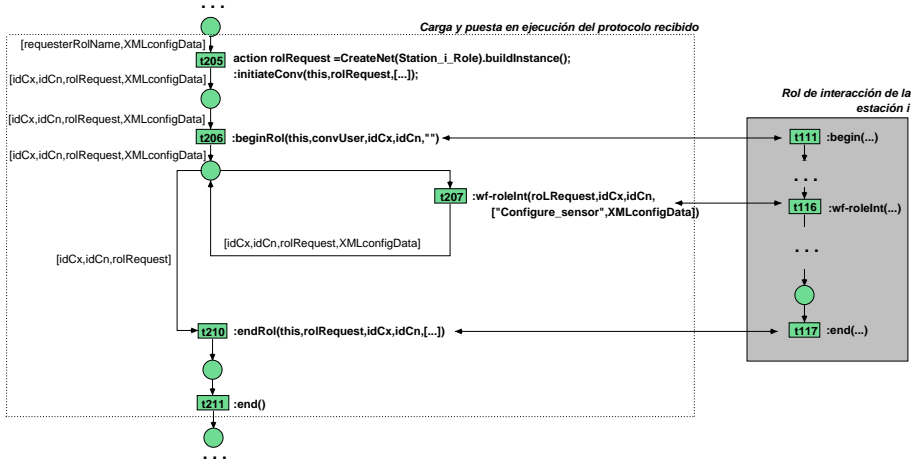 . . .
Carga y puesta en ejecución del protocolo recibido
[requesterRolName,XMLconfigData]
t205 action rolRequest =CreateNet(Station_i_Role).buildInstance();
:initiateConv(this,rolRequest,[...]);
[idCx,idCn,rolRequest,XMLconfigData]
Rol de interacción de la
estación i
[idCx,idCn,rolRequest,XMLconfigData]
t206 :beginRol(this,convUser,idCx,idCn,"")
t111 :begin(...)
[idCx,idCn,rolRequest,XMLconfigData]
. . .
t207 :wf-roleInt(roLRequest,idCx,idCn,
["Configure_sensor",XMLconfigData])
t116 :wf-roleInt(...)
[idCx,idCn,rolRequest,XMLconfigData]
. . .
[idCx,idCn,rolRequest]
t210 :endRol(this,rolRequest,idCx,idCn,[...])
t117 :end(...)
t211 :end()
. . .